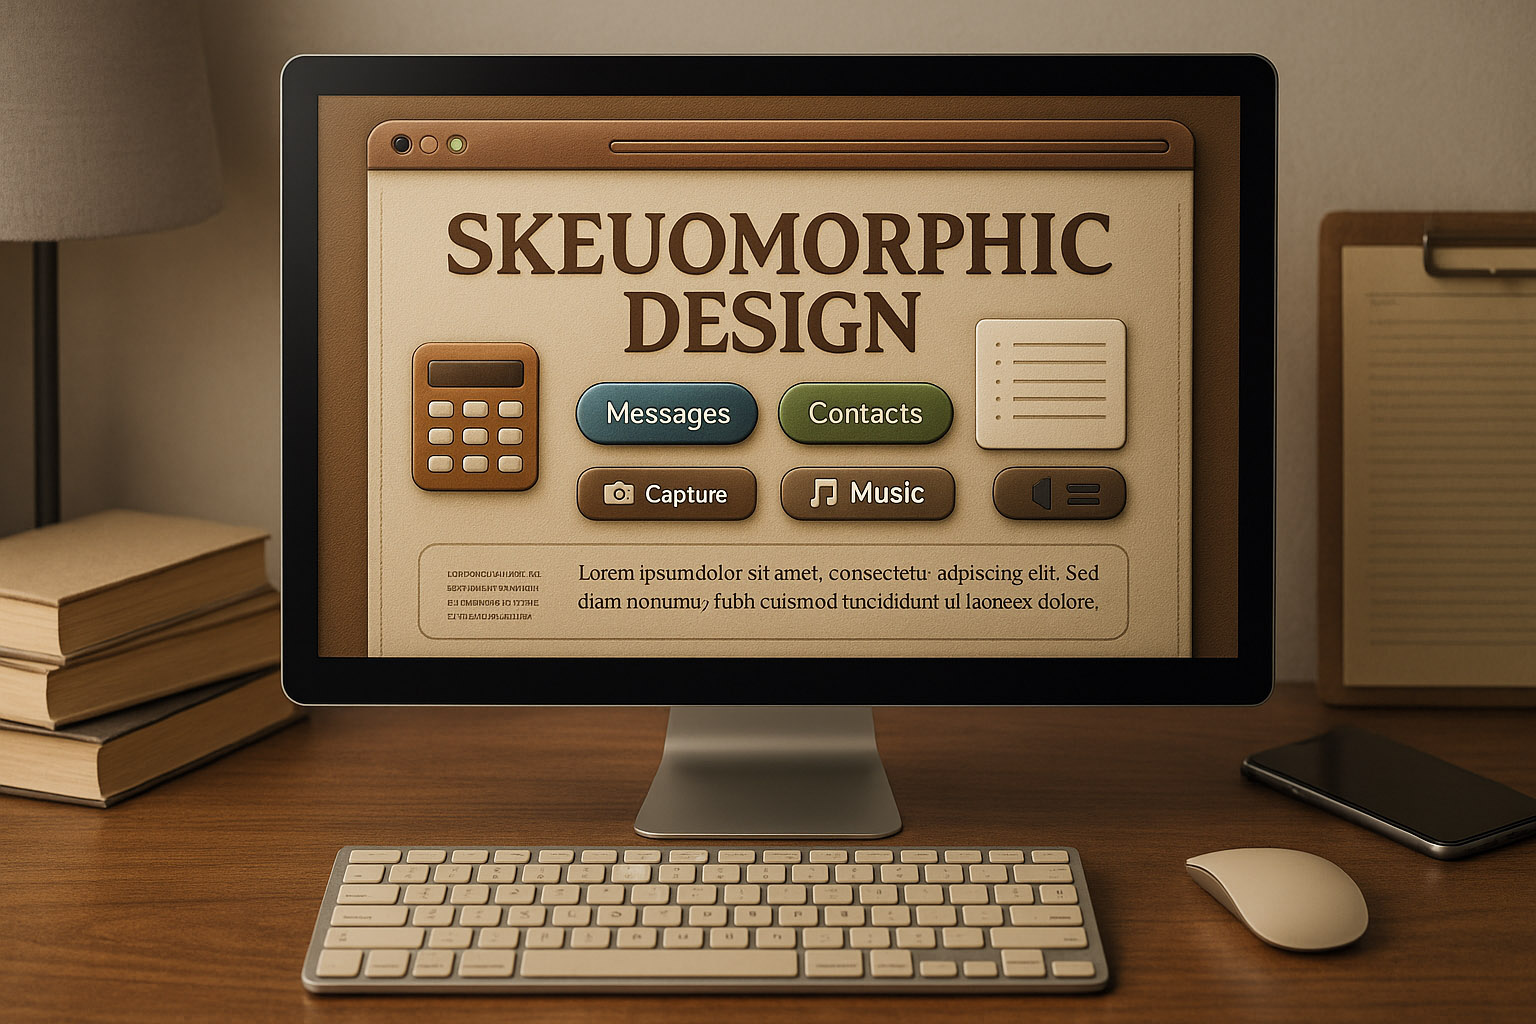 SKEUOMORPHIC
DESIGN
Messages
Contacts
Capture
Music
Lorem ipsumdolor sit amet, consectetu· adpiscing elit. Sed
diam nonumu, fubh cuismod tuncididunt ul laoneex dolore,